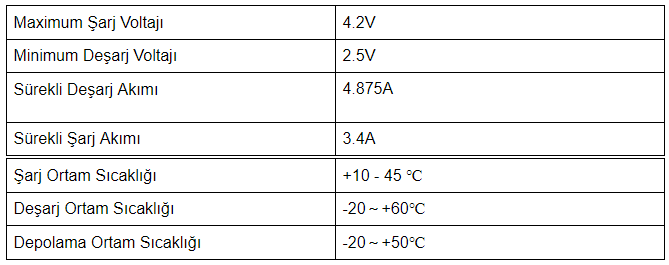 Maximum Şarj Voltajı 4.2V
Minimum Deşarj Voltajı 2.5V
Sürekli Deşarj Akımı 4.875A
Sürekli Şarj Akımı 3.4A
Şarj Ortam Sıcaklığı +10 - 45 ℃
Deşarj Ortam Sıcaklığı -20～+60℃
Depolama Ortam Sıcaklığı -20～+50℃